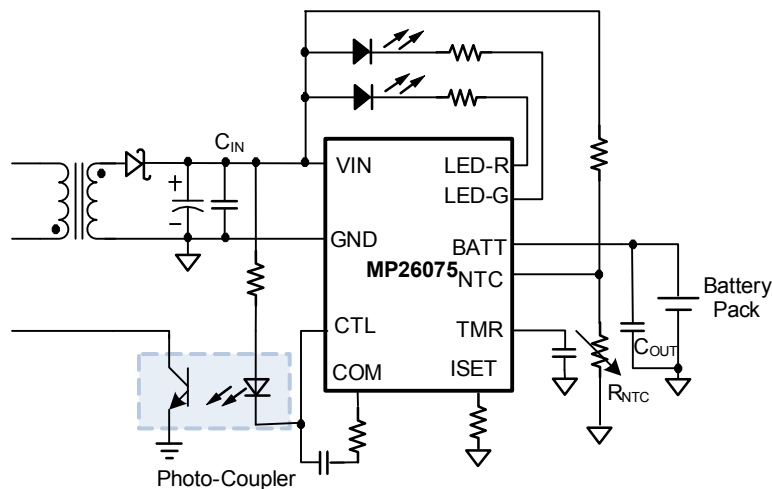 C_IN
VIN
LED-R
LED-G
GND
BATT
MP26075
NTC
Battery
Pack
CTL
TMR
C_OUT
COM
ISET
R_NTC
+
-
Photo-Coupler